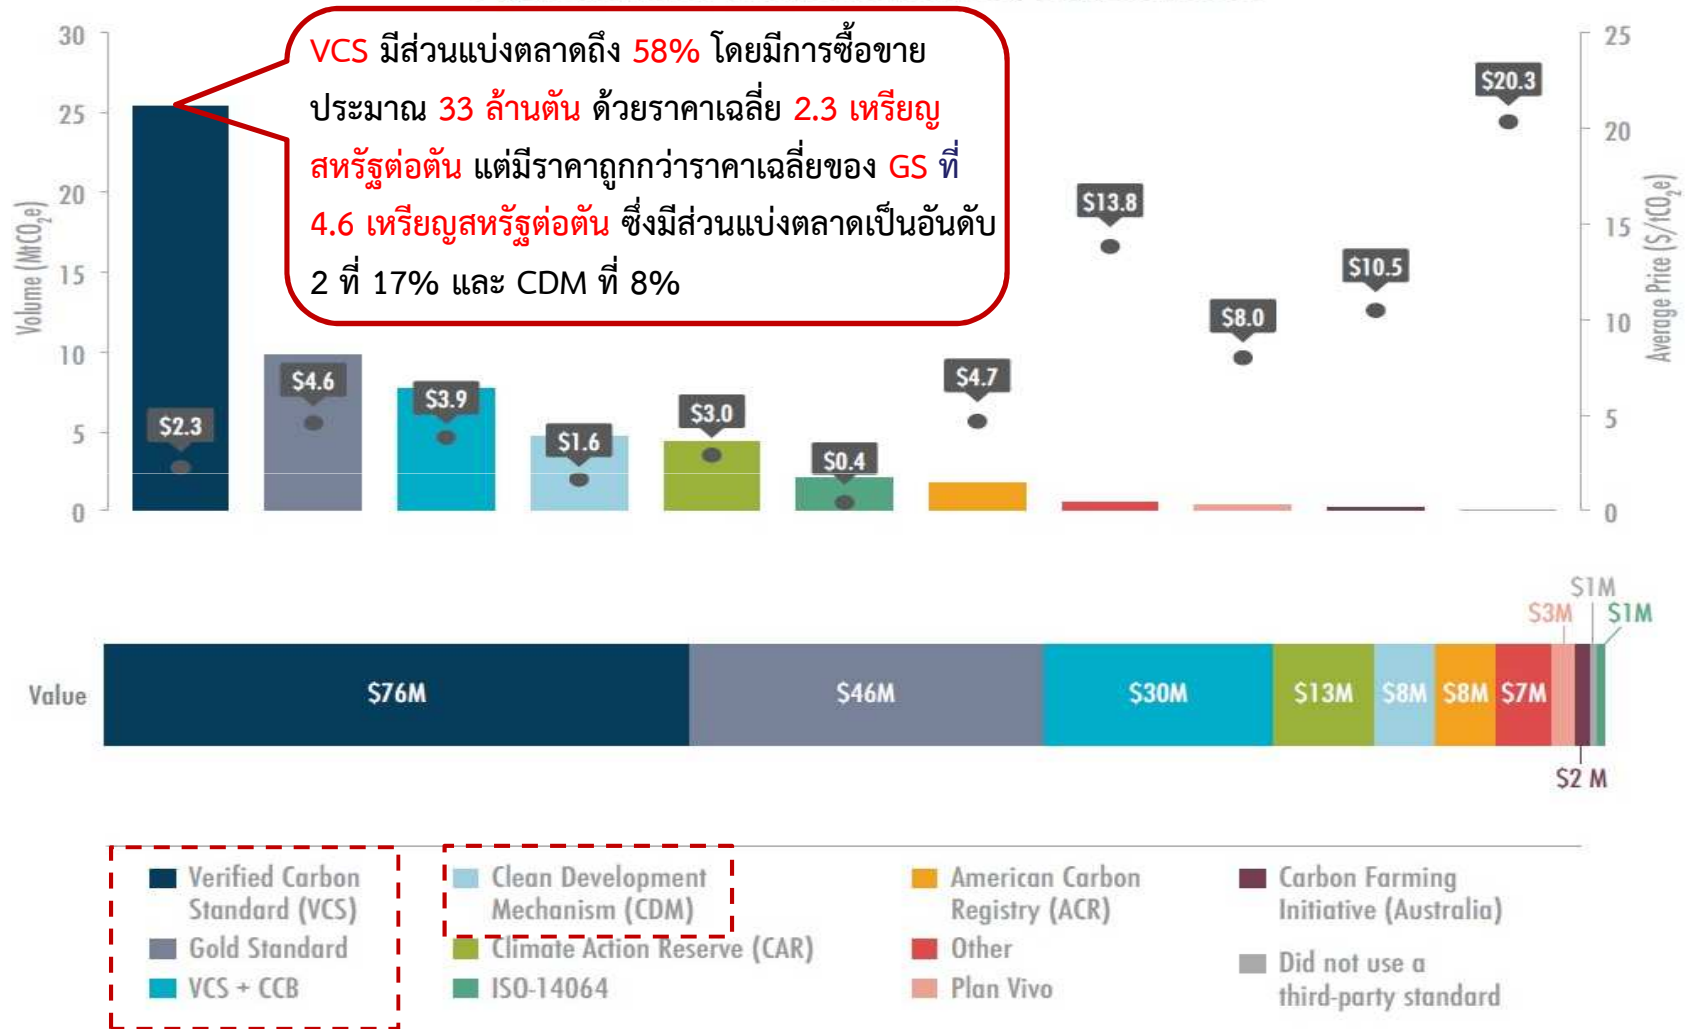 30
25
20
15
10
5
0
Volume (MtCO₂e)
VCS มีส่วนแบ่งตลาดถึง 58% โดยมีการซื้อขาย
ประมาณ 33 ล้านตัน ด้วยราคาเฉลี่ย 2.3 เหรียญ
สหรัฐต่อตัน แต่มีราคาถูกกว่าราคาเฉลี่ยของ GS ที่
4.6 เหรียญสหรัฐต่อตัน ซึ่งมีส่วนแบ่งตลาดเป็นอันดับ
2 ที่ 17% และ CDM ที่ 8%
$2.3
$4.6
$3.9
$1.6
$3.0
$0.4
$4.7
$13.8
$8.0
$10.5
$20.3
25
20
15
10
5
0
Average Price ($/tCO₂e)
Value
$76M
$46M
$30M
$13M
$8M
$8M
$7M
$3M
$2 M
$1M
$1M
Verified Carbon
Standard (VCS)
Gold Standard
VCS + CCB
Clean Development
Mechanism (CDM)
Climate Action Reserve (CAR)
ISO-14064
American Carbon
Registry (ACR)
Other
Plan Vivo
Carbon Farming
Initiative (Australia)
Did not use a
third-party standard